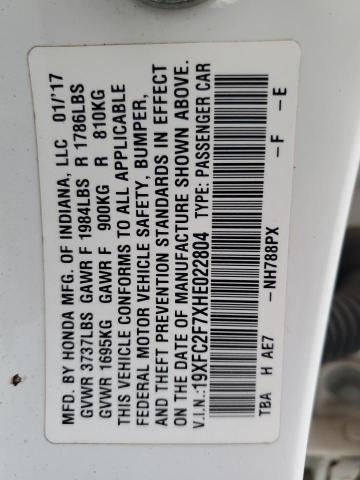 MFD. BY HONDA MFG. OF INDIANA, LLC 01/17
GVWR 3737LBS GAWR F 1984LBS R 1786LBS
GVWR 1695KG GAWR F 900KG R 810KG
THIS VEHICLE CONFORMS TO ALL APPLICABLE
FEDERAL MOTOR VEHICLE SAFETY, BUMPER,
AND THEFT PREVENTION STANDARDS IN EFFECT
ON THE DATE OF MANUFACTURE SHOWN ABOVE.
V.I.N.: 19XFC2F7XHE022804 TYPE: PASSENGER CAR
TBA H AE7 -NH788PX -F -E